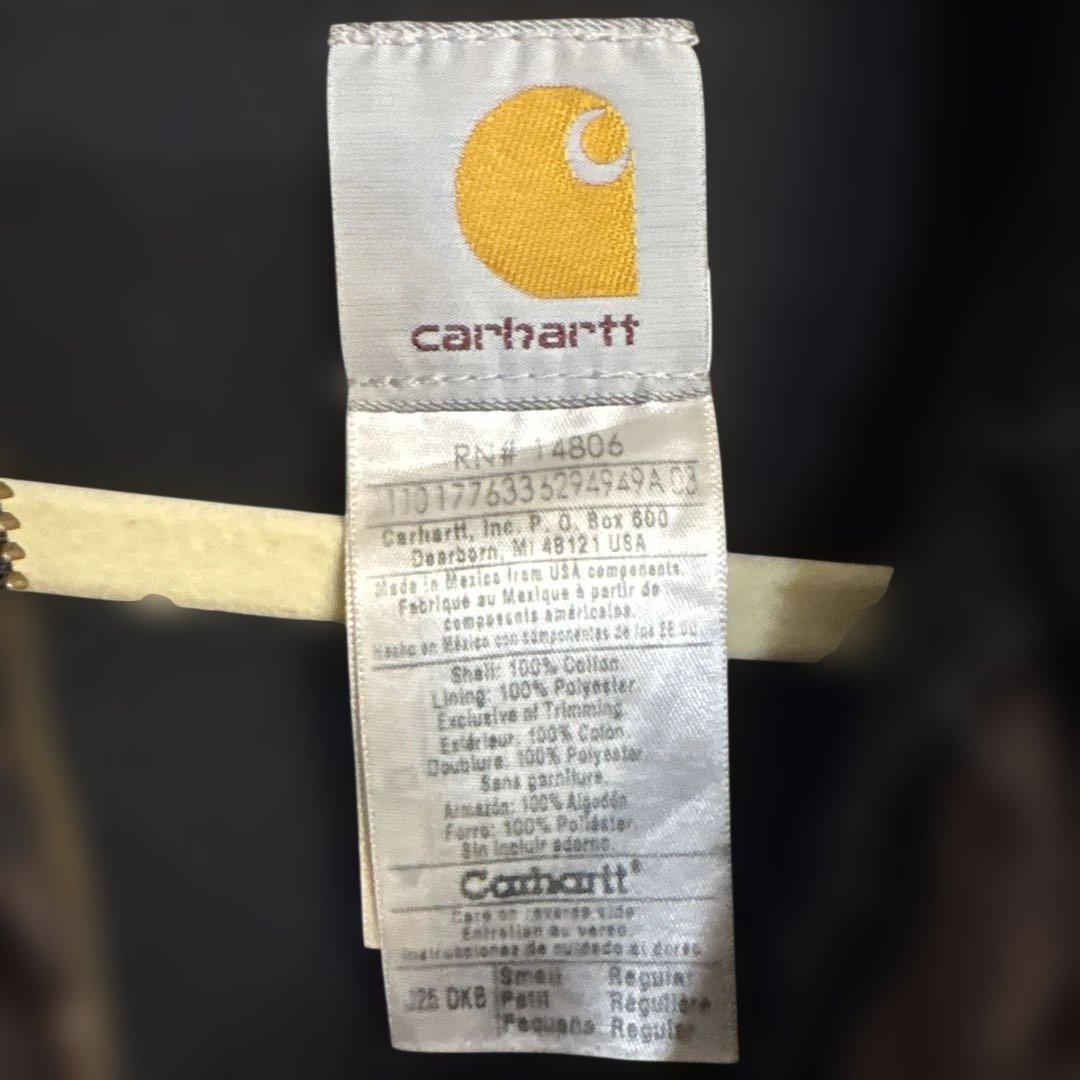 carhartt
RN# 14806
1101776336294949A 03
Carhartt, Inc. P. O. Box 600
Dearborn, MI 48121 USA
Made in Mexico from USA components.
Fabriqué au Mexique à partir de
composants américains.
Hecho en México con componentes de los EE.UU
Shell: 100% Cotton.
Lining: 100% Polyester.
Exclusive of Trimming.
Extérieur: 100% Coton.
Doublure: 100% Polyester.
Sans garniture.
Armazón: 100% Algodón
Forro: 100% Poliéster.
Sin incluir adorno.
Carhartt®
Care on reverse side
Entretien au verso.
Instrucciones de cuidado al dorso
J25 DKB
Small Regular
Petit Régulière
Pequeño Regular